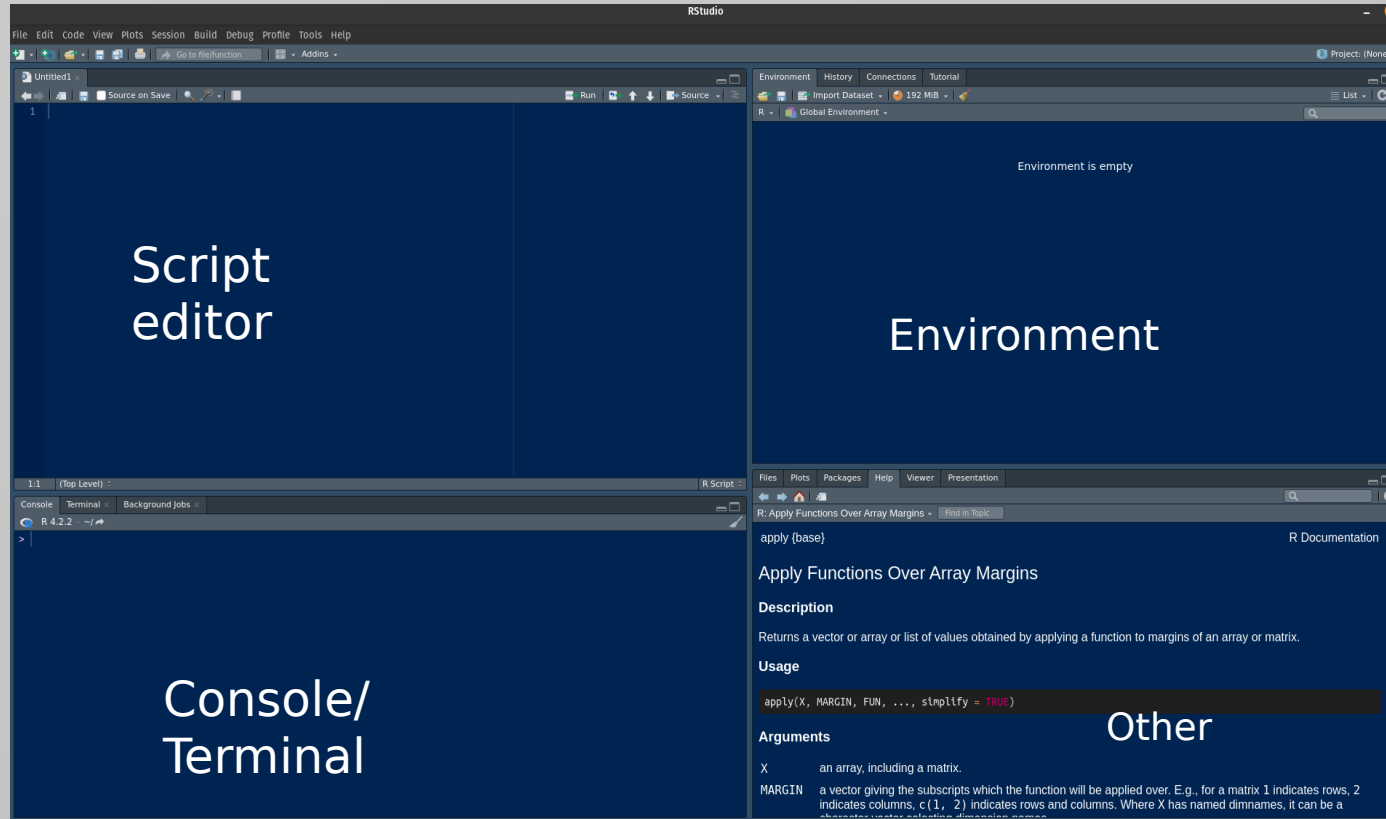 RStudio
File Edit Code View Plots Session Build Debug Profile Tools Help
Go to file/function Addins Project: (None
Untitled1
Source on Save Run Source
1
Script
editor
1:1 (Top Level) R Script
Console Terminal Background Jobs
R 4.2.2 · ~/
>
Console/
Terminal
Environment History Connections Tutorial
Import Dataset 192 MiB List
R Global Environment
Environment is empty
Environment
Files Plots Packages Help Viewer Presentation
R: Apply Functions Over Array Margins Find in Topic
apply {base} R Documentation
Apply Functions Over Array Margins
Description
Returns a vector or array or list of values obtained by applying a function to margins of an array or matrix.
Usage
apply(X, MARGIN, FUN, ..., simplify = TRUE)
Other
Arguments
X an array, including a matrix.
MARGIN a vector giving the subscripts which the function will be applied over. E.g., for a matrix 1 indicates rows, 2
indicates columns, c(1, 2) indicates rows and columns. Where X has named dimnames, it can be a
character vector selecting dimension names.